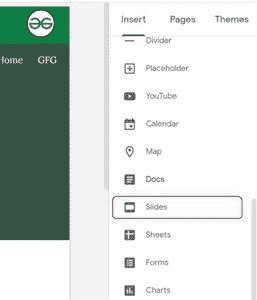 Insert Pages Themes
Home GFG
Divider
Placeholder
YouTube
Calendar
Map
Docs
Slides
Sheets
Forms
Charts